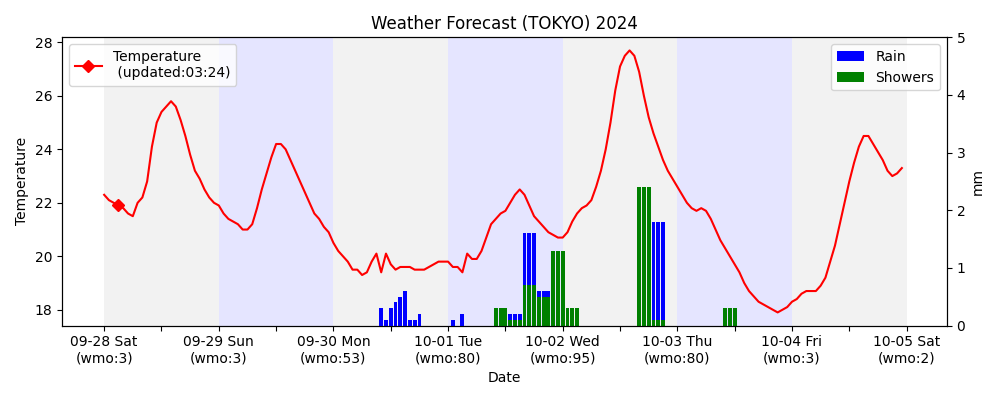 Weather Forecast (TOKYO) 2024
Temperature
(updated:03:24)
Rain
Showers
28
26
24
22
20
18
Temperature
5
4
3
2
1
0
mm
09-28 Sat
(wmo:3)
09-29 Sun
(wmo:3)
09-30 Mon
(wmo:53)
10-01 Tue
(wmo:80)
10-02 Wed
(wmo:95)
10-03 Thu
(wmo:80)
10-04 Fri
(wmo:3)
10-05 Sat
(wmo:2)
Date